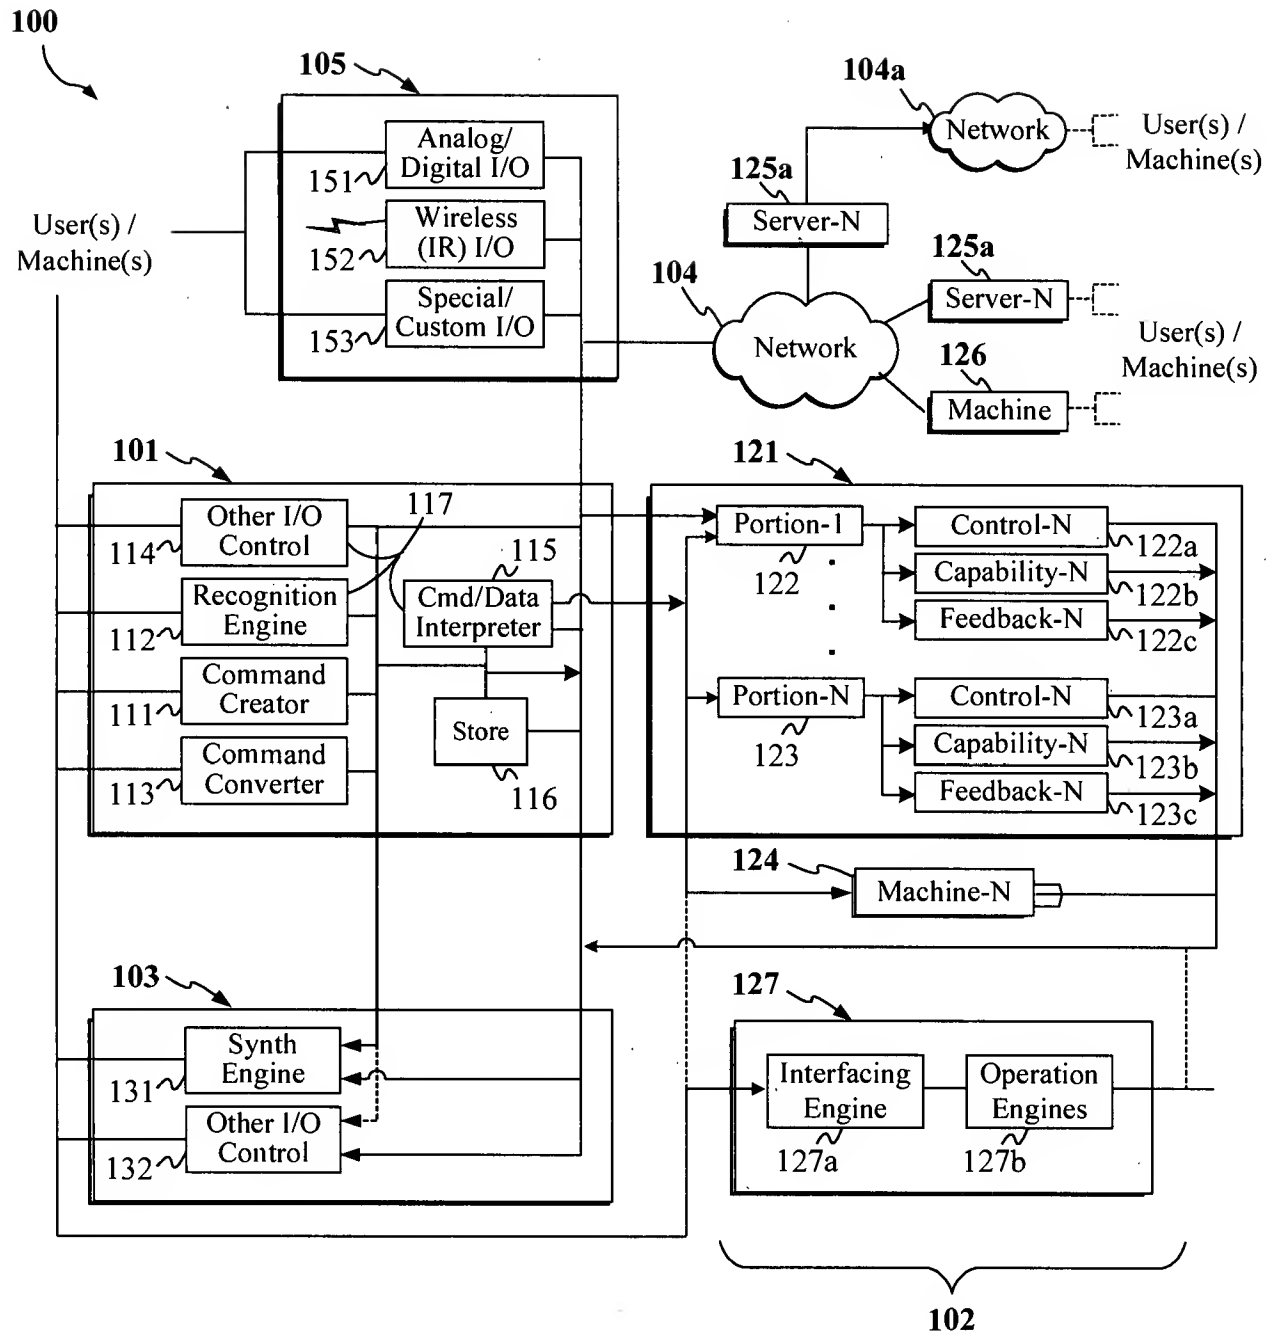 100
105
Analog/
Digital I/O
151
Wireless
(IR) I/O
152
Special/
Custom I/O
153
User(s) /
Machine(s)
104a
Network
User(s) /
Machine(s)
125a
Server-N
125a
Server-N
104
Network
User(s) /
Machine(s)
126
Machine
101
Other I/O
Control
114
117
Recognition
Engine
112
115
Cmd/Data
Interpreter
Command
Creator
111
Store
116
Command
Converter
113
121
Portion-1
122
Control-N
122a
Capability-N
122b
Feedback-N
122c
Portion-N
123
Control-N
123a
Capability-N
123b
Feedback-N
123c
124
Machine-N
103
Synth
Engine
131
Other I/O
Control
132
127
Interfacing
Engine
127a
Operation
Engines
127b
102